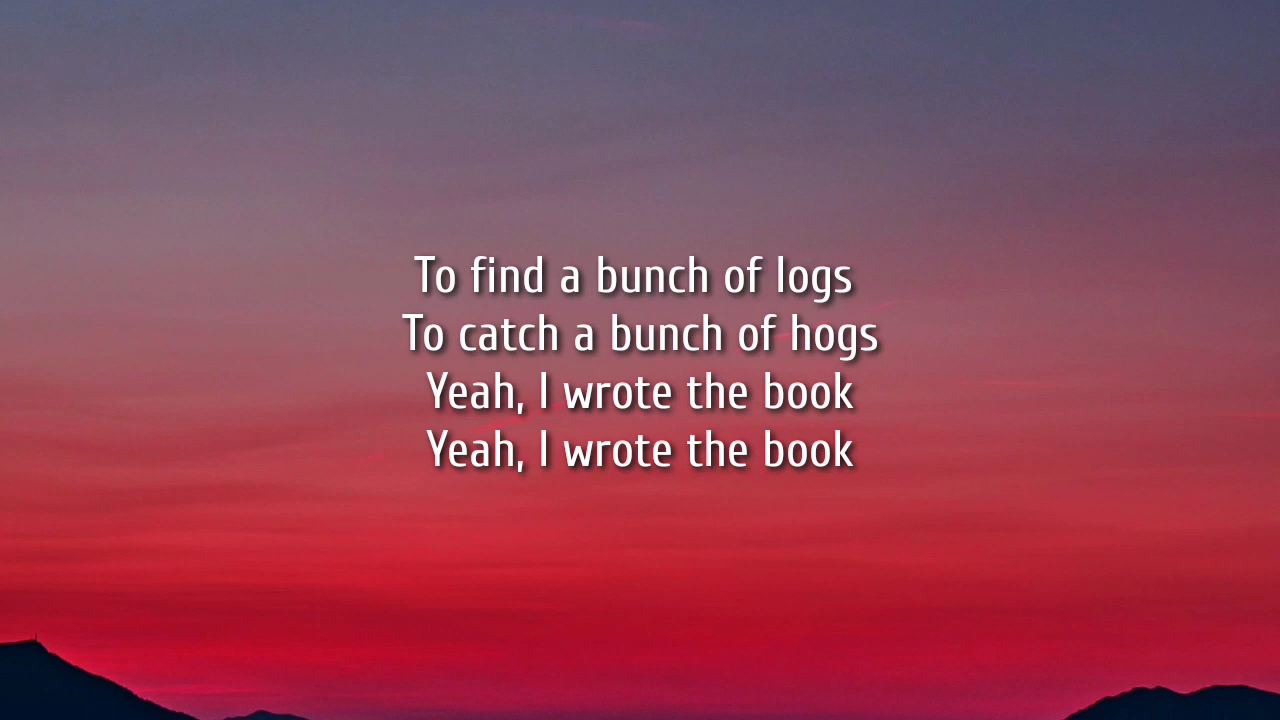 To find a bunch of logs
To catch a bunch of hogs
Yeah, I wrote the book
Yeah, I wrote the book